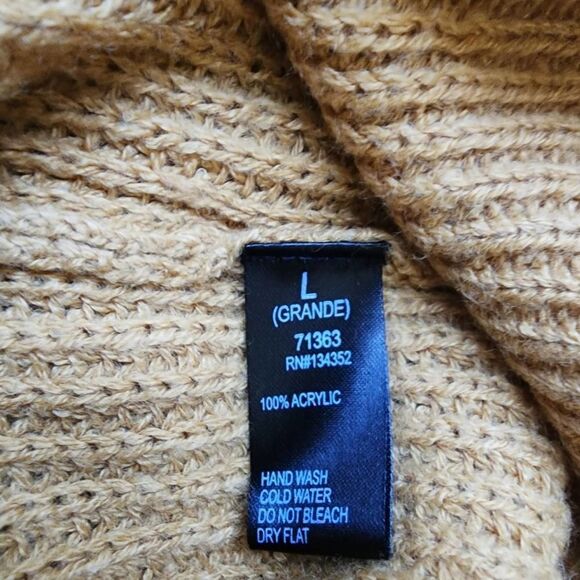 L
(GRANDE)
71363
RN#134352
100% ACRYLIC
HAND WASH
COLD WATER
DO NOT BLEACH
DRY FLAT